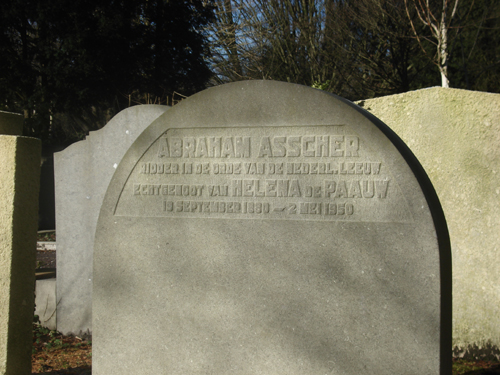 ABRAHAM ASSCHER
RIDDER IN DE ORDE VAN DE NEDERL. LEEUW
ECHTGENOOT VAN HELENA DE PAAUW
19 SEPTEMBER 1880 - 2 MEI 1950